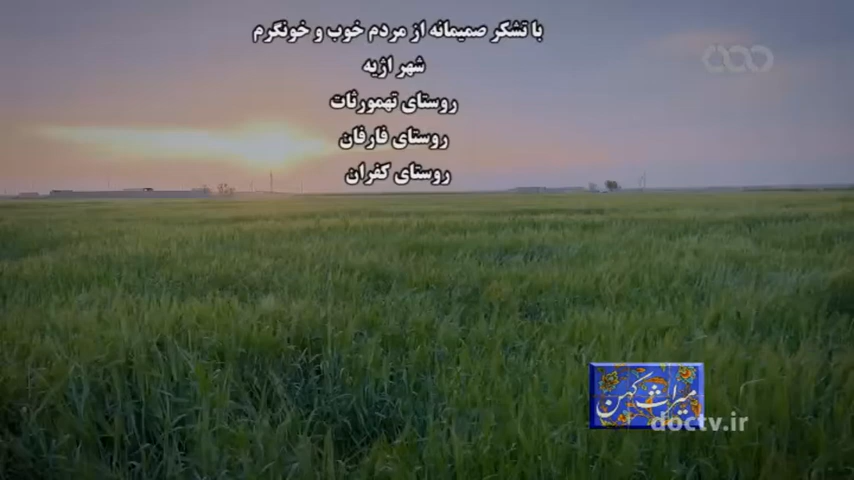 با تشکر صمیمانه از مردم خوب و خونگرم
شهر اژیه
روستای تهمورثات
روستای فارفان
روستای کفران
میراث کهن
doctv.ir